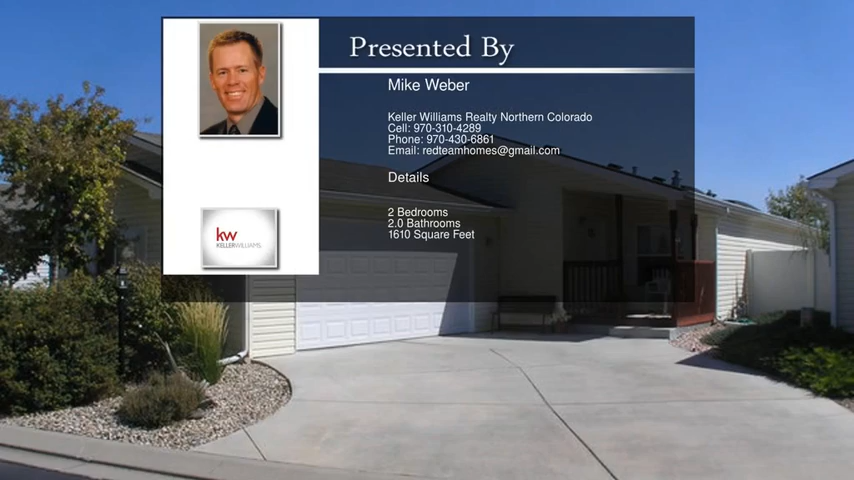 Presented By
Mike Weber
Keller Williams Realty Northern Colorado
Cell: 970-310-4289
Phone: 970-430-6861
Email: redteamhomes@gmail.com
Details
2 Bedrooms
2.0 Bathrooms
1610 Square Feet
kw
KELLERWILLIAMS.